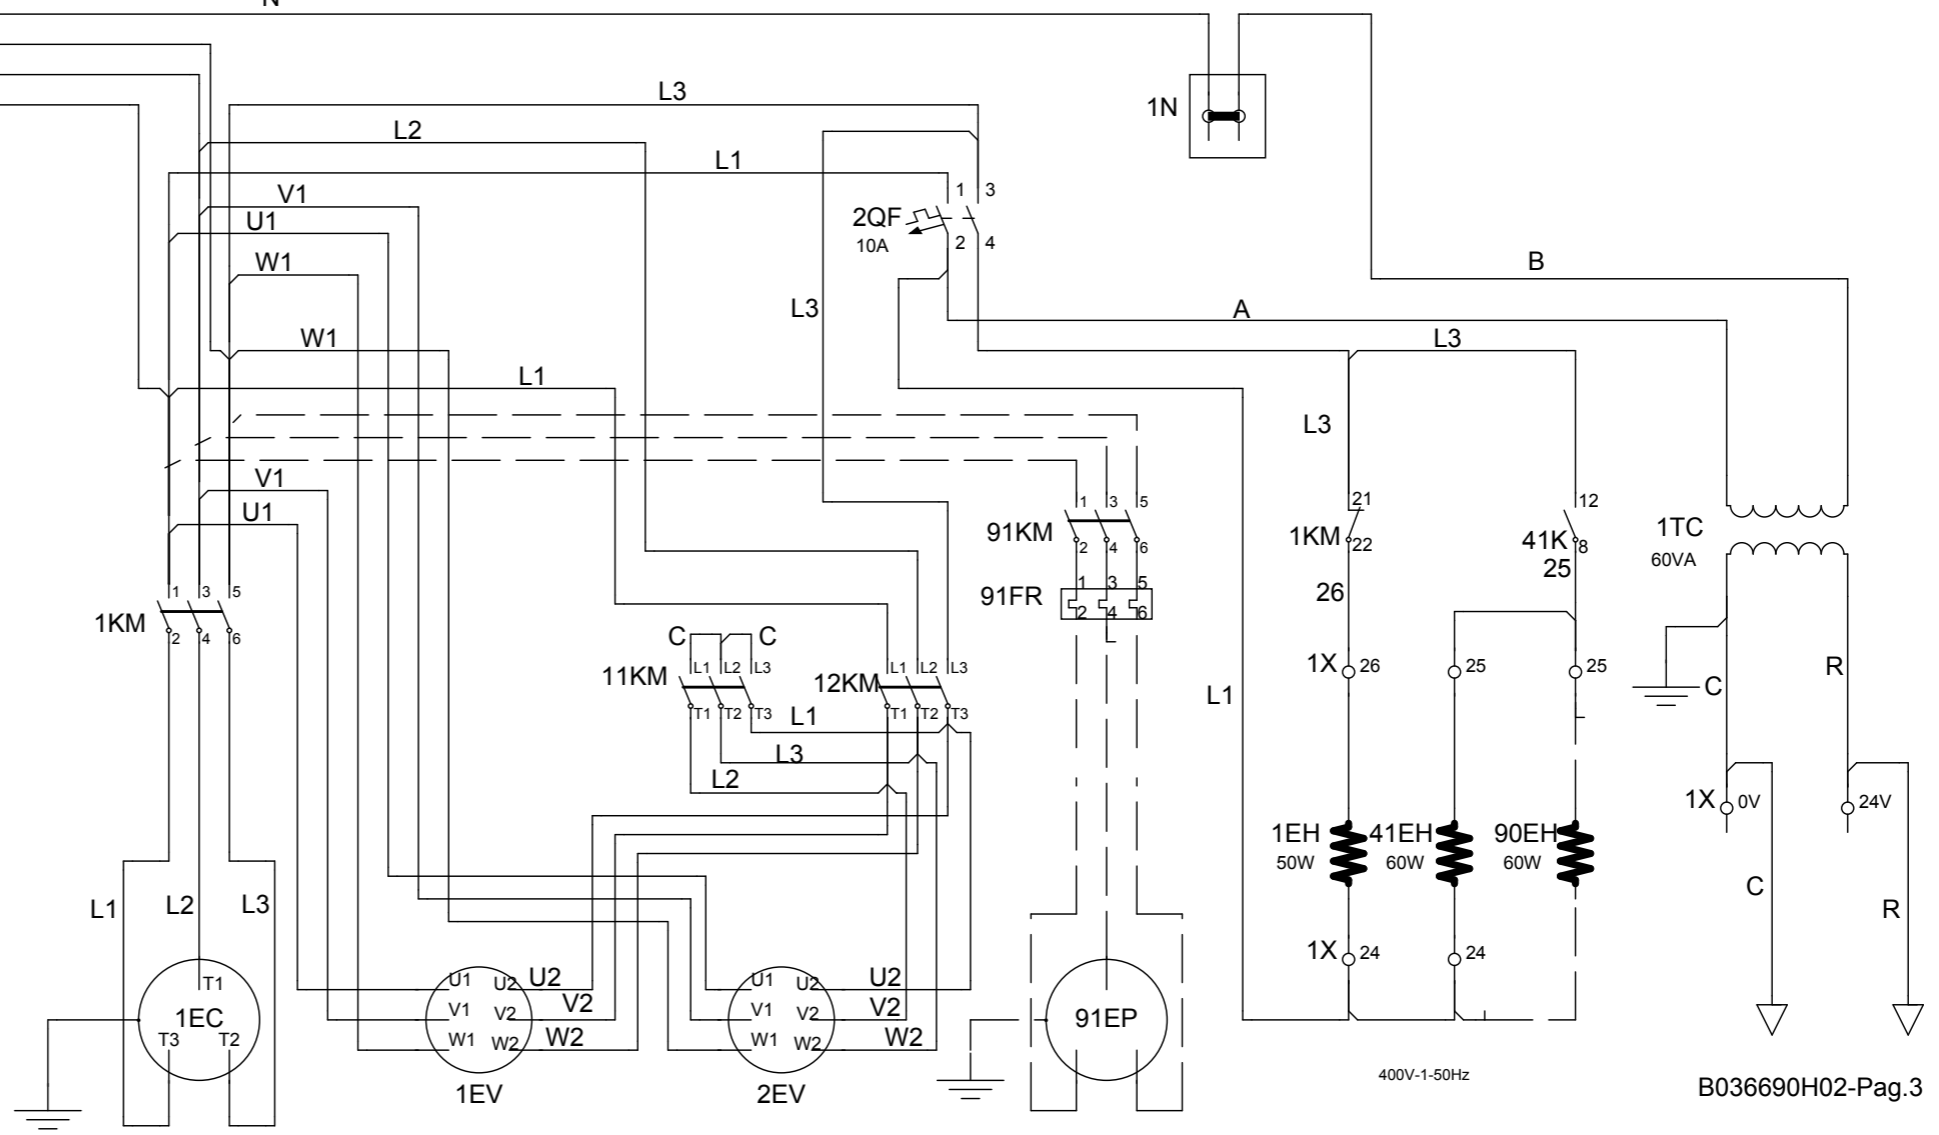 N
L3
1N
L2
L1
1 3
V1
2QF
U1
10A
2 4
W1
B
L3
A
W1
L3
L1
L3
V1
1 3 5
21
12
U1
91KM
1KM
41K
1TC
2 4 6
22
8
60VA
25
1 3 5
91FR
26
2 4 6
1 3 5
1KM
2 4 6
C C
L1 L2 L3
L1 L2 L3
11KM
12KM
1X 26
25
25
R
C
L1
T1 T2 T3
T1 T2 T3
L1
L3
L2
1X 0V
24V
1EH
41EH
90EH
50W
60W
60W
C
R
L1
L2
L3
1X 24
24
T1
U1 U2 U2
U1 U2 U2
1EC
V1 V2 V2
V1 V2 V2
91EP
T3 T2
W1 W2 W2
W1 W2 W2
1EV
2EV
400V-1-50Hz
B036690H02-Pag.3